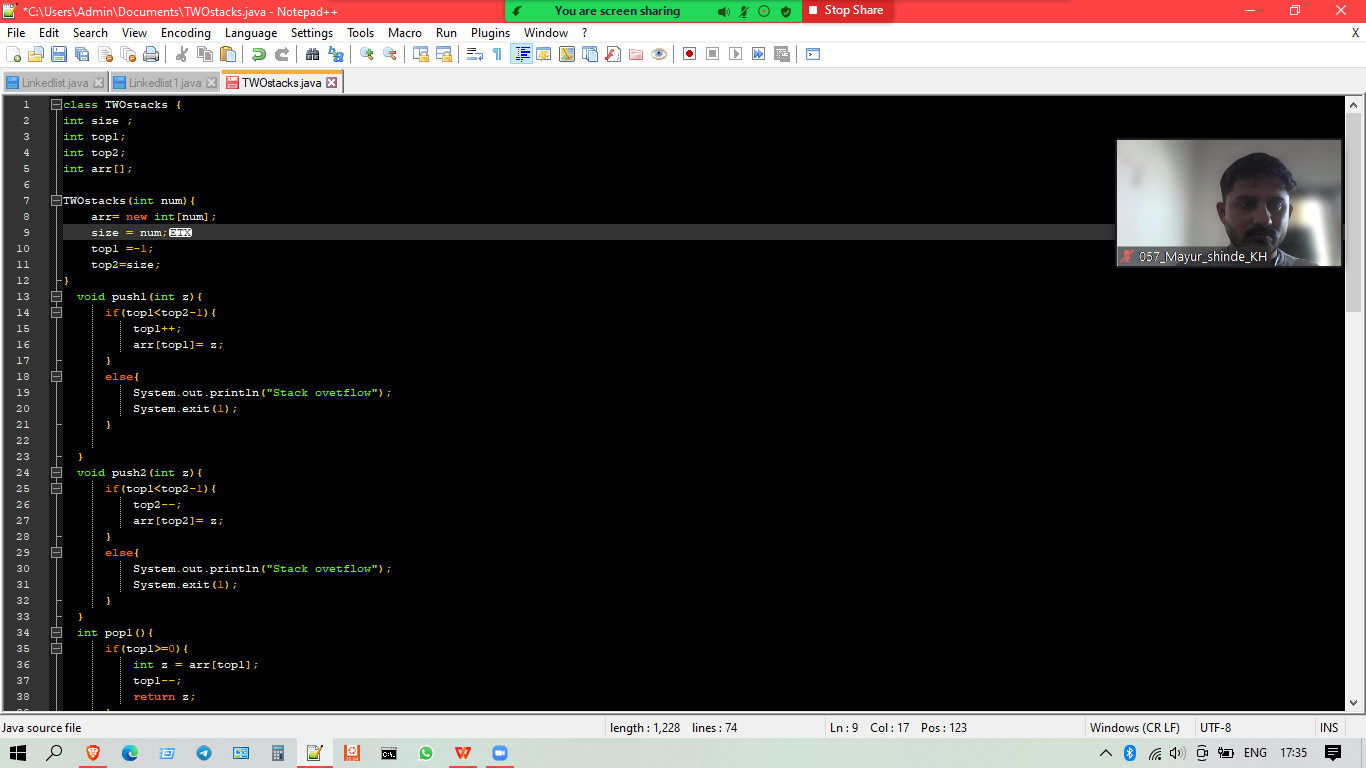 *C:\Users\Admin\Documents\TWOstacks.java - Notepad++
You are screen sharing
Stop Share
File Edit Search View Encoding Language Settings Tools Macro Run Plugins Window ? X
Linkedlist.java Linkedlist1.java TWOstacks.java
1 class TWOstacks {
2 int size ;
3 int top1;
4 int top2;
5 int arr[];
6
7 TWOstacks(int num){
8 arr= new int[num];
9 size = num;ETX
10 top1 =-1;
11 top2=size;
12 }
13 void push1(int z){
14 if(top1<top2-1){
15 top1++;
16 arr[top1]= z;
17 }
18 else{
19 System.out.println("Stack ovetflow");
20 System.exit(1);
21 }
22
23 }
24 void push2(int z){
25 if(top1<top2-1){
26 top2--;
27 arr[top2]= z;
28 }
29 else{
30 System.out.println("Stack ovetflow");
31 System.exit(1);
32 }
33 }
34 int pop1(){
35 if(top1>=0){
36 int z = arr[top1];
37 top1--;
38 return z;
057_Mayur_shinde_KH
Java source file length : 1,228 lines : 74 Ln : 9 Col : 17 Pos : 123 Windows (CR LF) UTF-8 INS
ENG 17:35